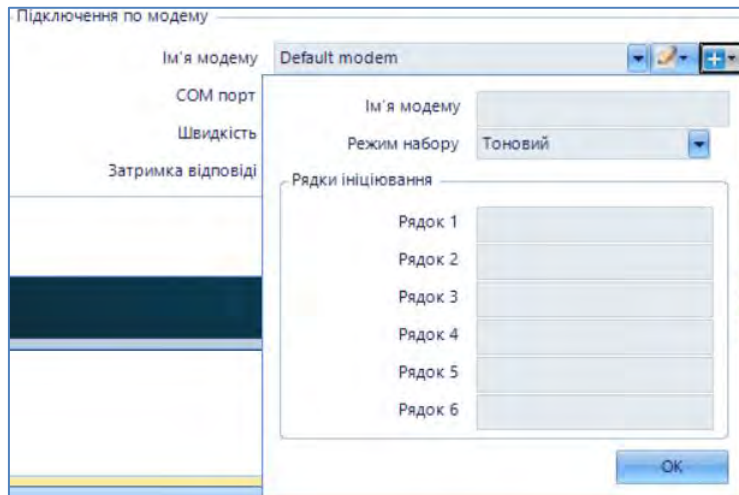 Підключення по модему
Ім'я модему Default modem
COM порт
Швидкість
Затримка відповіді
Ім'я модему
Режим набору Тоновий
Рядки ініціювання
Рядок 1
Рядок 2
Рядок 3
Рядок 4
Рядок 5
Рядок 6
OK